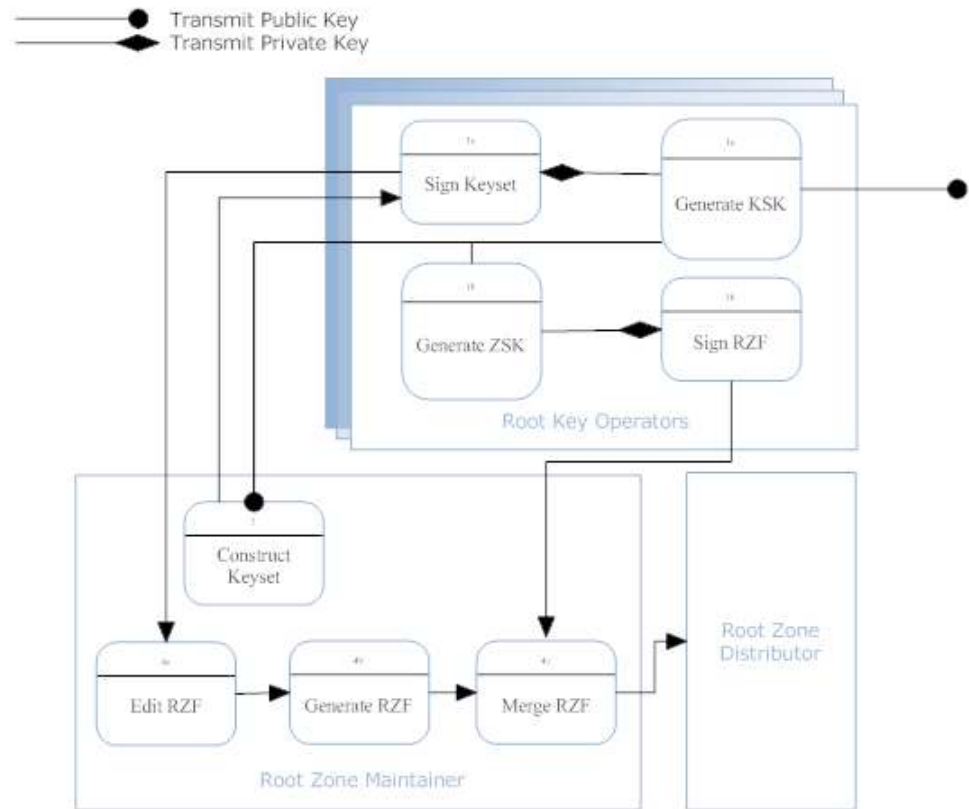 Transmit Public Key
Transmit Private Key
Sign Keyset
Generate KSK
Generate ZSK
Sign RZF
Root Key Operators
Construct
Keyset
Root Zone
Distributor
Edit RZF
Generate RZF
Merge RZF
Root Zone Maintainer